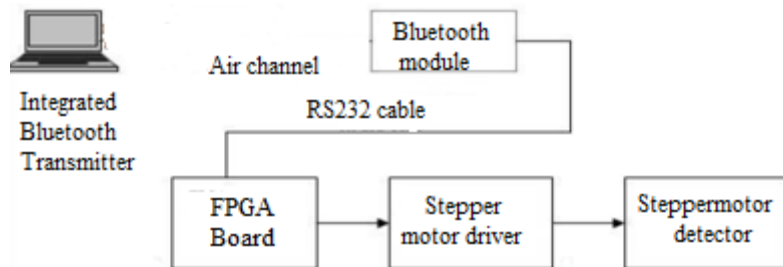 Bluetooth
module
Air channel
Integrated
Bluetooth
Transmitter
RS232 cable
FPGA
Board
Stepper
motor driver
Steppermotor
detector